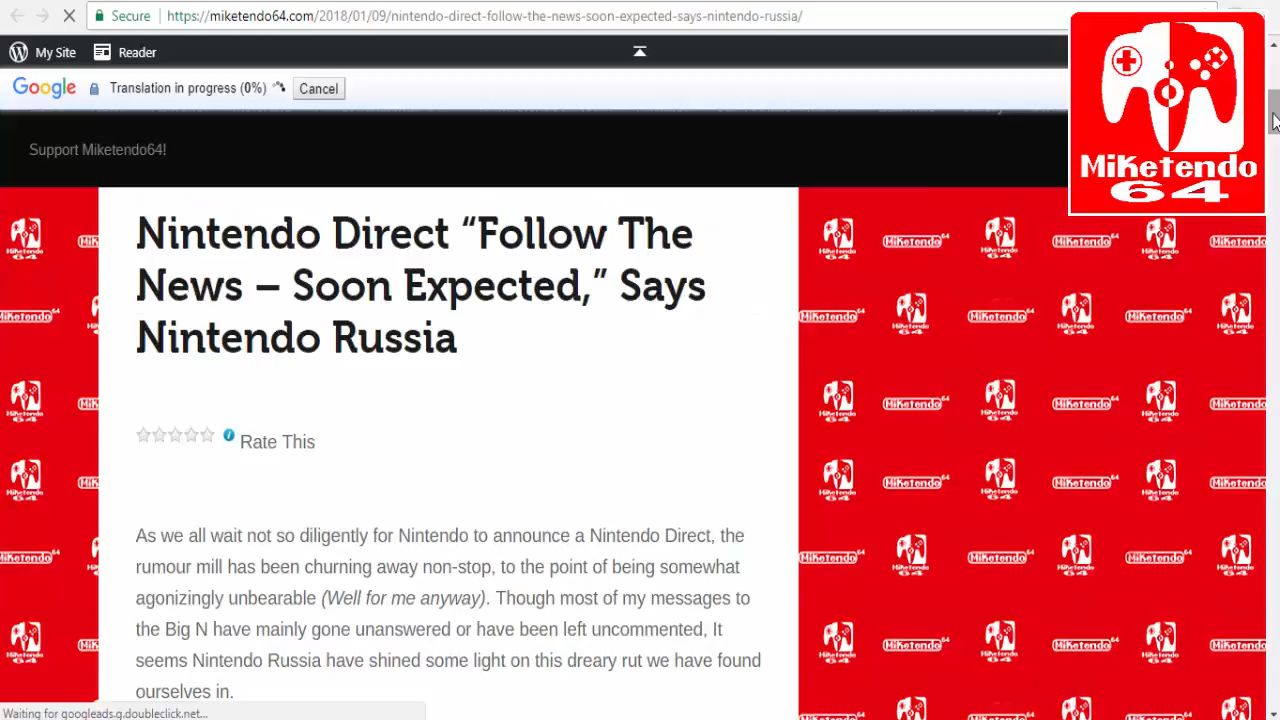 Secure https://miketendo64.com/2018/01/09/nintendo-direct-follow-the-news-soon-expected-says-nintendo-russia/
My Site Reader
Google Translation in progress (0%) Cancel
Support Miketendo64!
MiKetendo
64
Nintendo Direct “Follow The
News – Soon Expected,” Says
Nintendo Russia
Rate This
As we all wait not so diligently for Nintendo to announce a Nintendo Direct, the
rumour mill has been churning away non-stop, to the point of being somewhat
agonizingly unbearable (Well for me anyway). Though most of my messages to
the Big N have mainly gone unanswered or have been left uncommented, It
seems Nintendo Russia have shined some light on this dreary rut we have found
ourselves in.
Waiting for googleads.g.doubleclick.net...